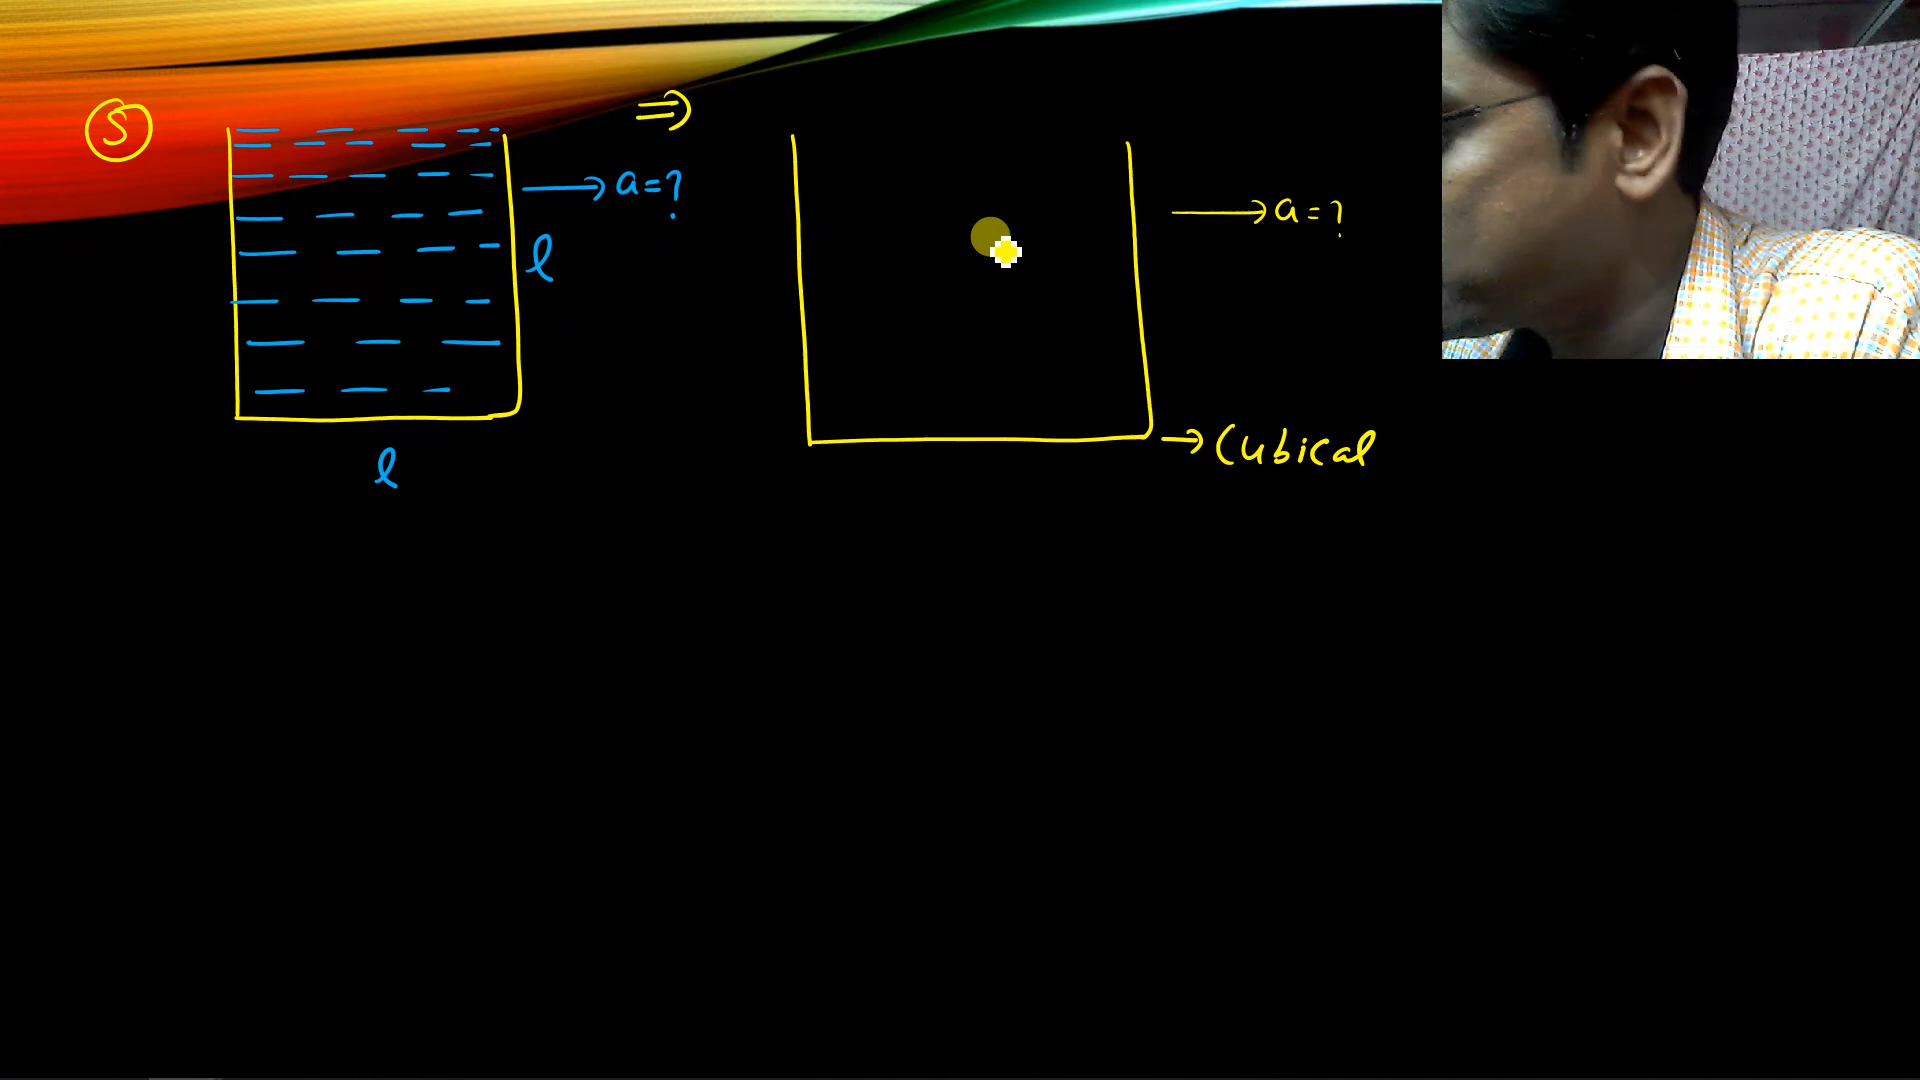 S
⇒
→ a=?
→ a=?
l
→ Cubical
l